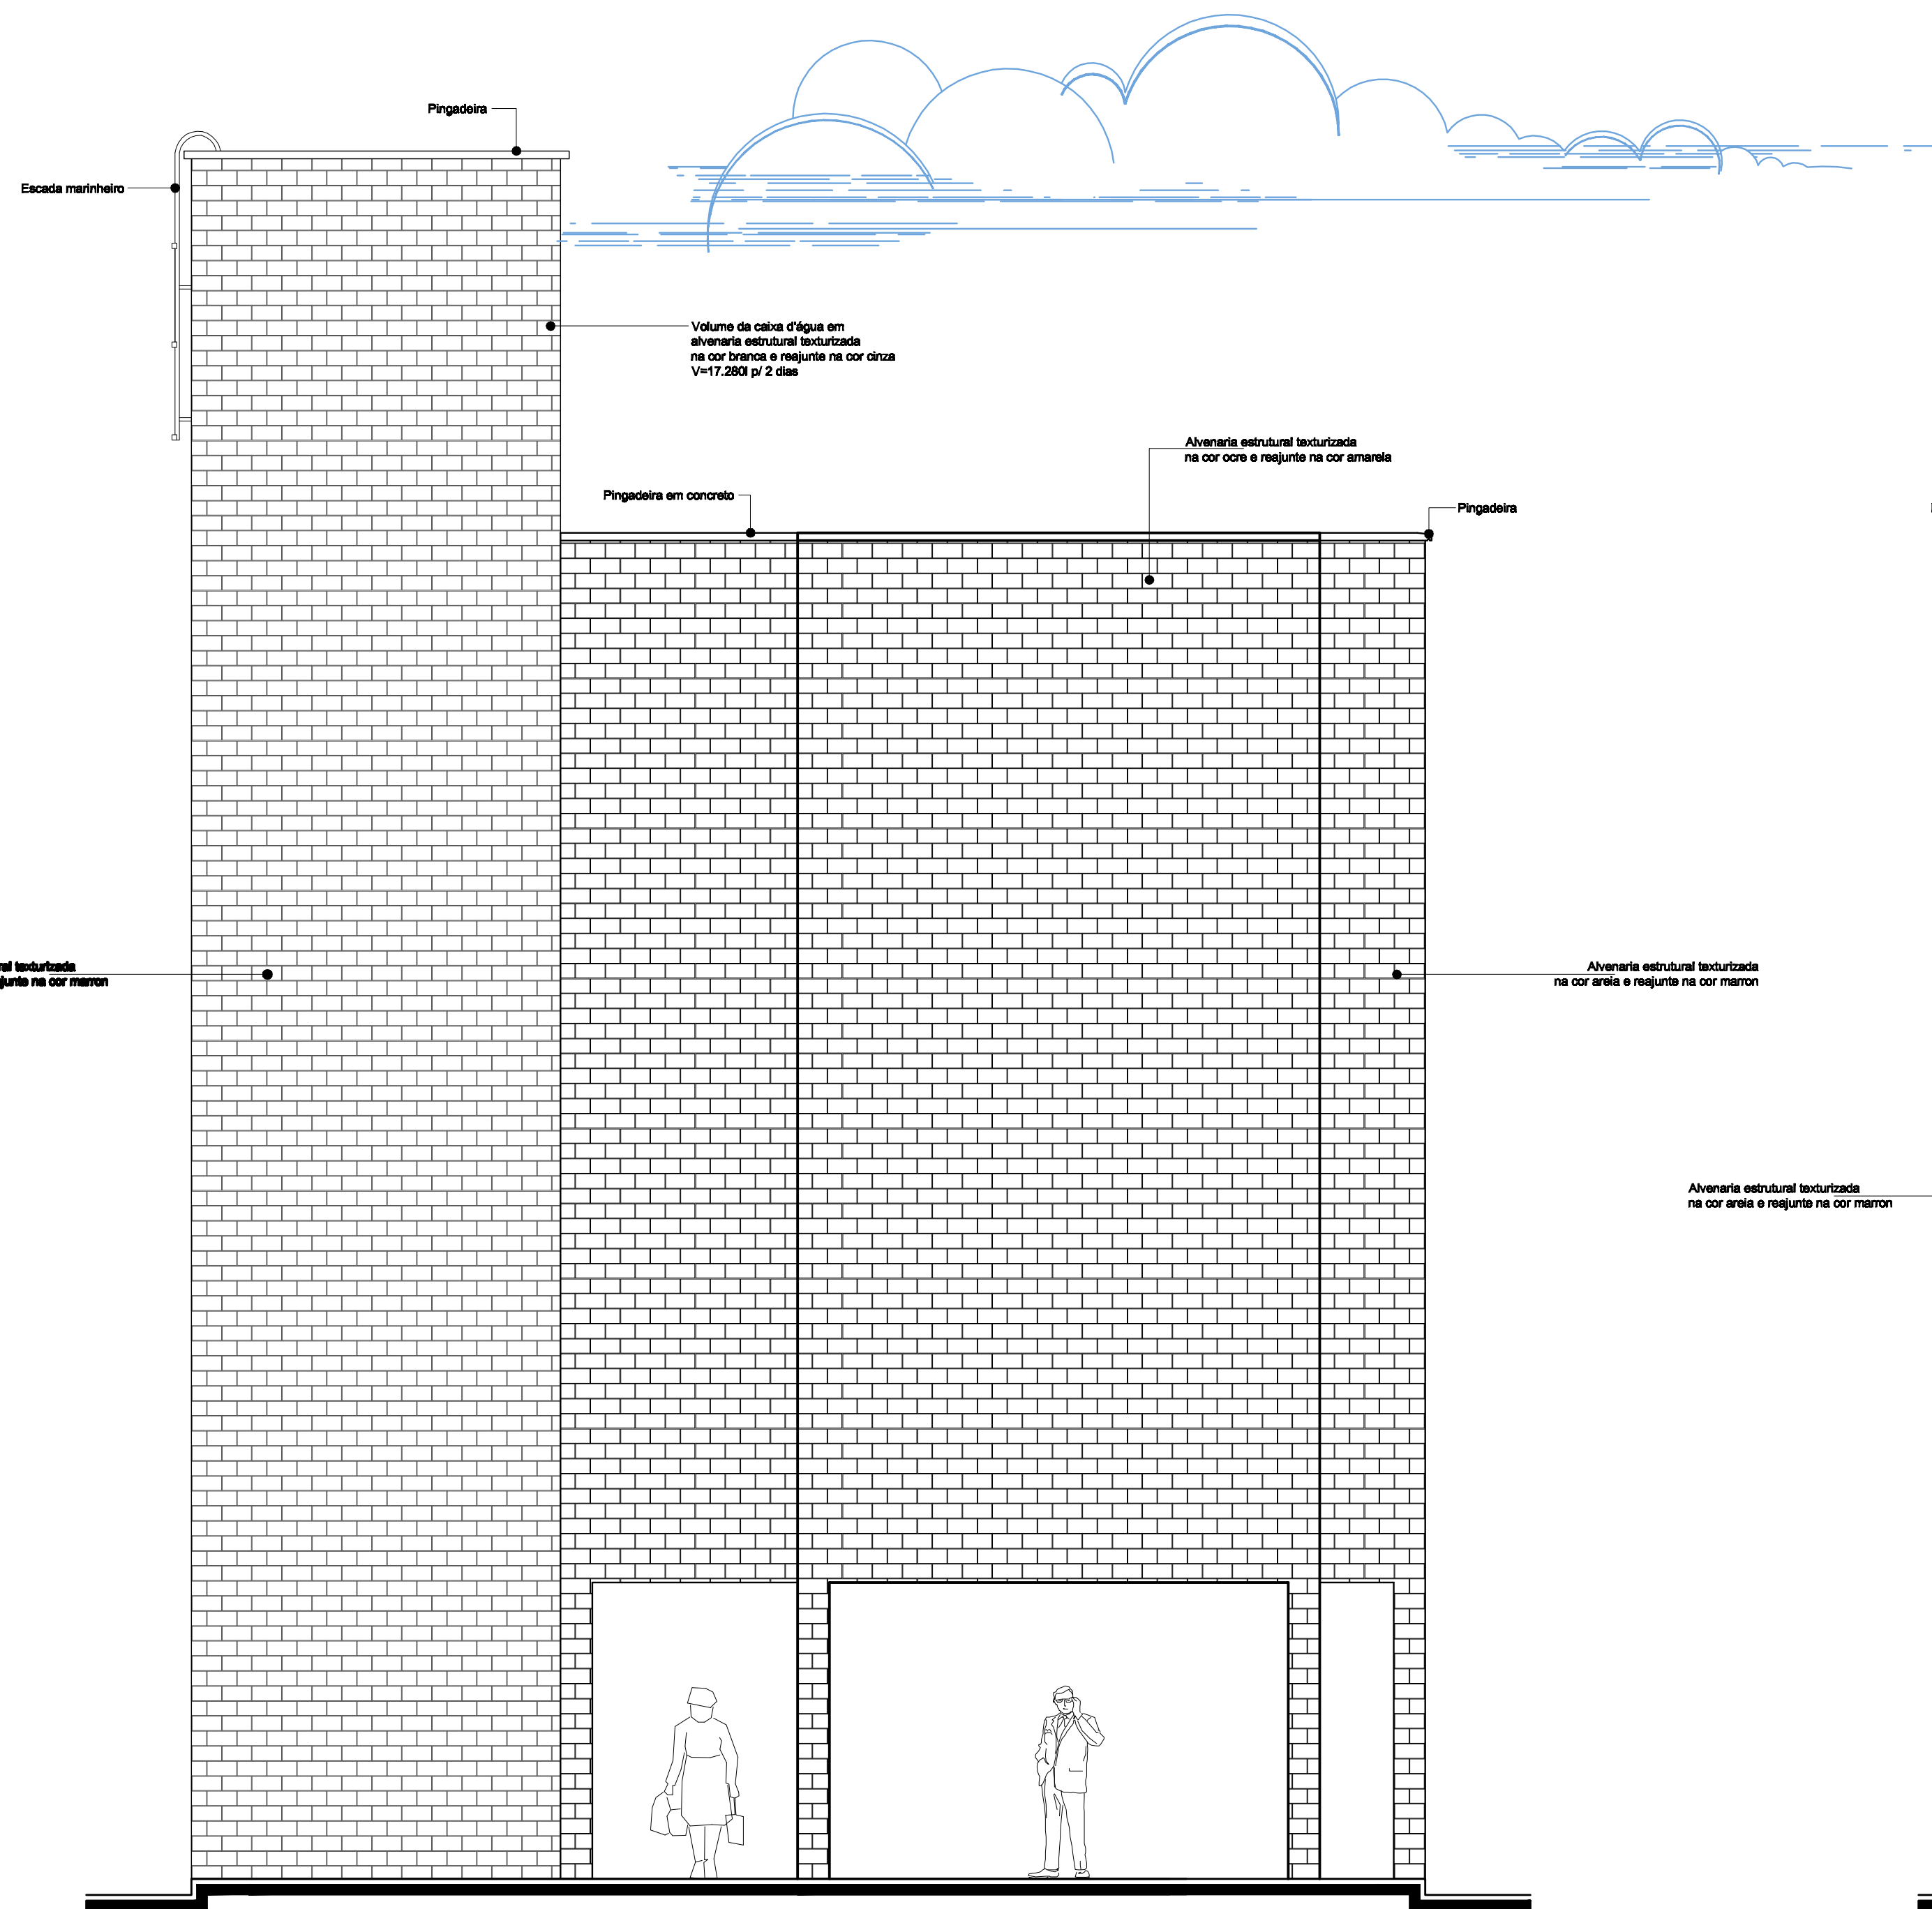 Pingadeira
Escada marinheiro
Volume da caixa d'água em
alvenaria estrutural texturizada
na cor branca e reajunte na cor cinza
V=17.280l p/ 2 dias
Alvenaria estrutural texturizada
na cor ocre e reajunte na cor amarela
Pingadeira em concreto
Pingadeira
texturizada
na cor marron
Alvenaria estrutural texturizada
na cor areia e reajunte na cor marron
Alvenaria estrutural texturizada
na cor areia e reajunte na cor marron